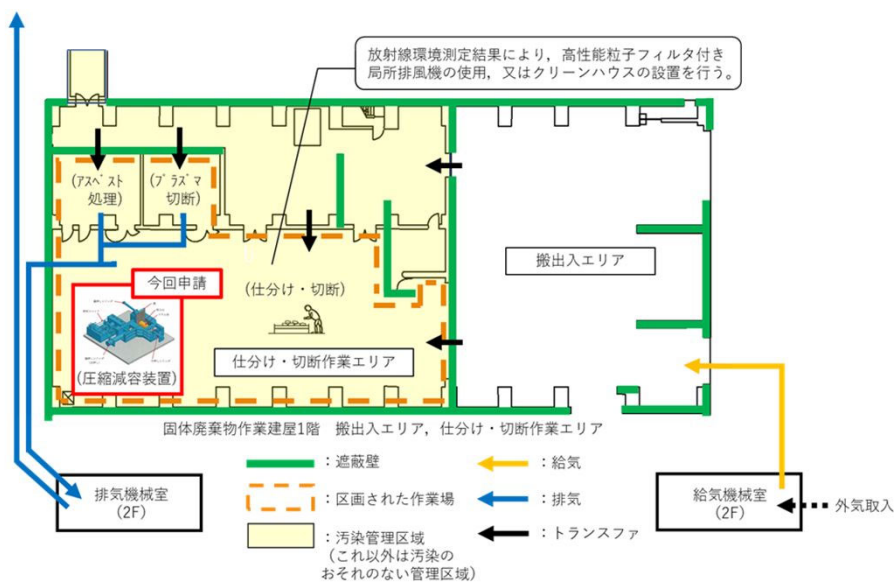 放射線環境測定結果により，高性能粒子フィルタ付き
局所排風機の使用，又はクリーンハウスの設置を行う。
(ｱｽﾍﾞｽﾄ
処理)
(ﾌﾟﾗｽﾞﾏ
切断)
搬出入エリア
今回申請
(仕分け・切断)
(圧縮減容装置)
仕分け・切断作業エリア
固体廃棄物作業建屋1階　搬出入エリア，仕分け・切断作業エリア
：遮蔽壁
：給気
排気機械室
(2F)
：区画された作業場
：排気
給気機械室
(2F)
外気取入
：汚染管理区域
（これ以外は汚染の
おそれのない管理区域）
：トランスファ